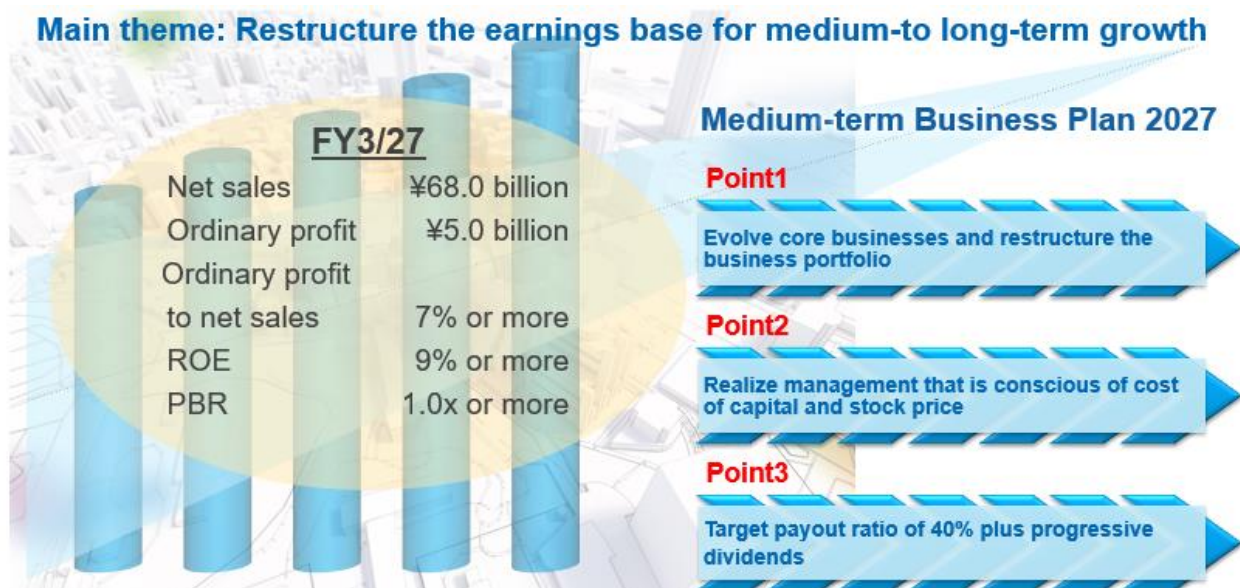 Main theme: Restructure the earnings base for medium-to long-term growth
FY3/27
Net sales ¥68.0 billion
Ordinary profit ¥5.0 billion
Ordinary profit
to net sales 7% or more
ROE 9% or more
PBR 1.0x or more
Medium-term Business Plan 2027
Point1
Evolve core businesses and restructure the
business portfolio
Point2
Realize management that is conscious of cost
of capital and stock price
Point3
Target payout ratio of 40% plus progressive
dividends